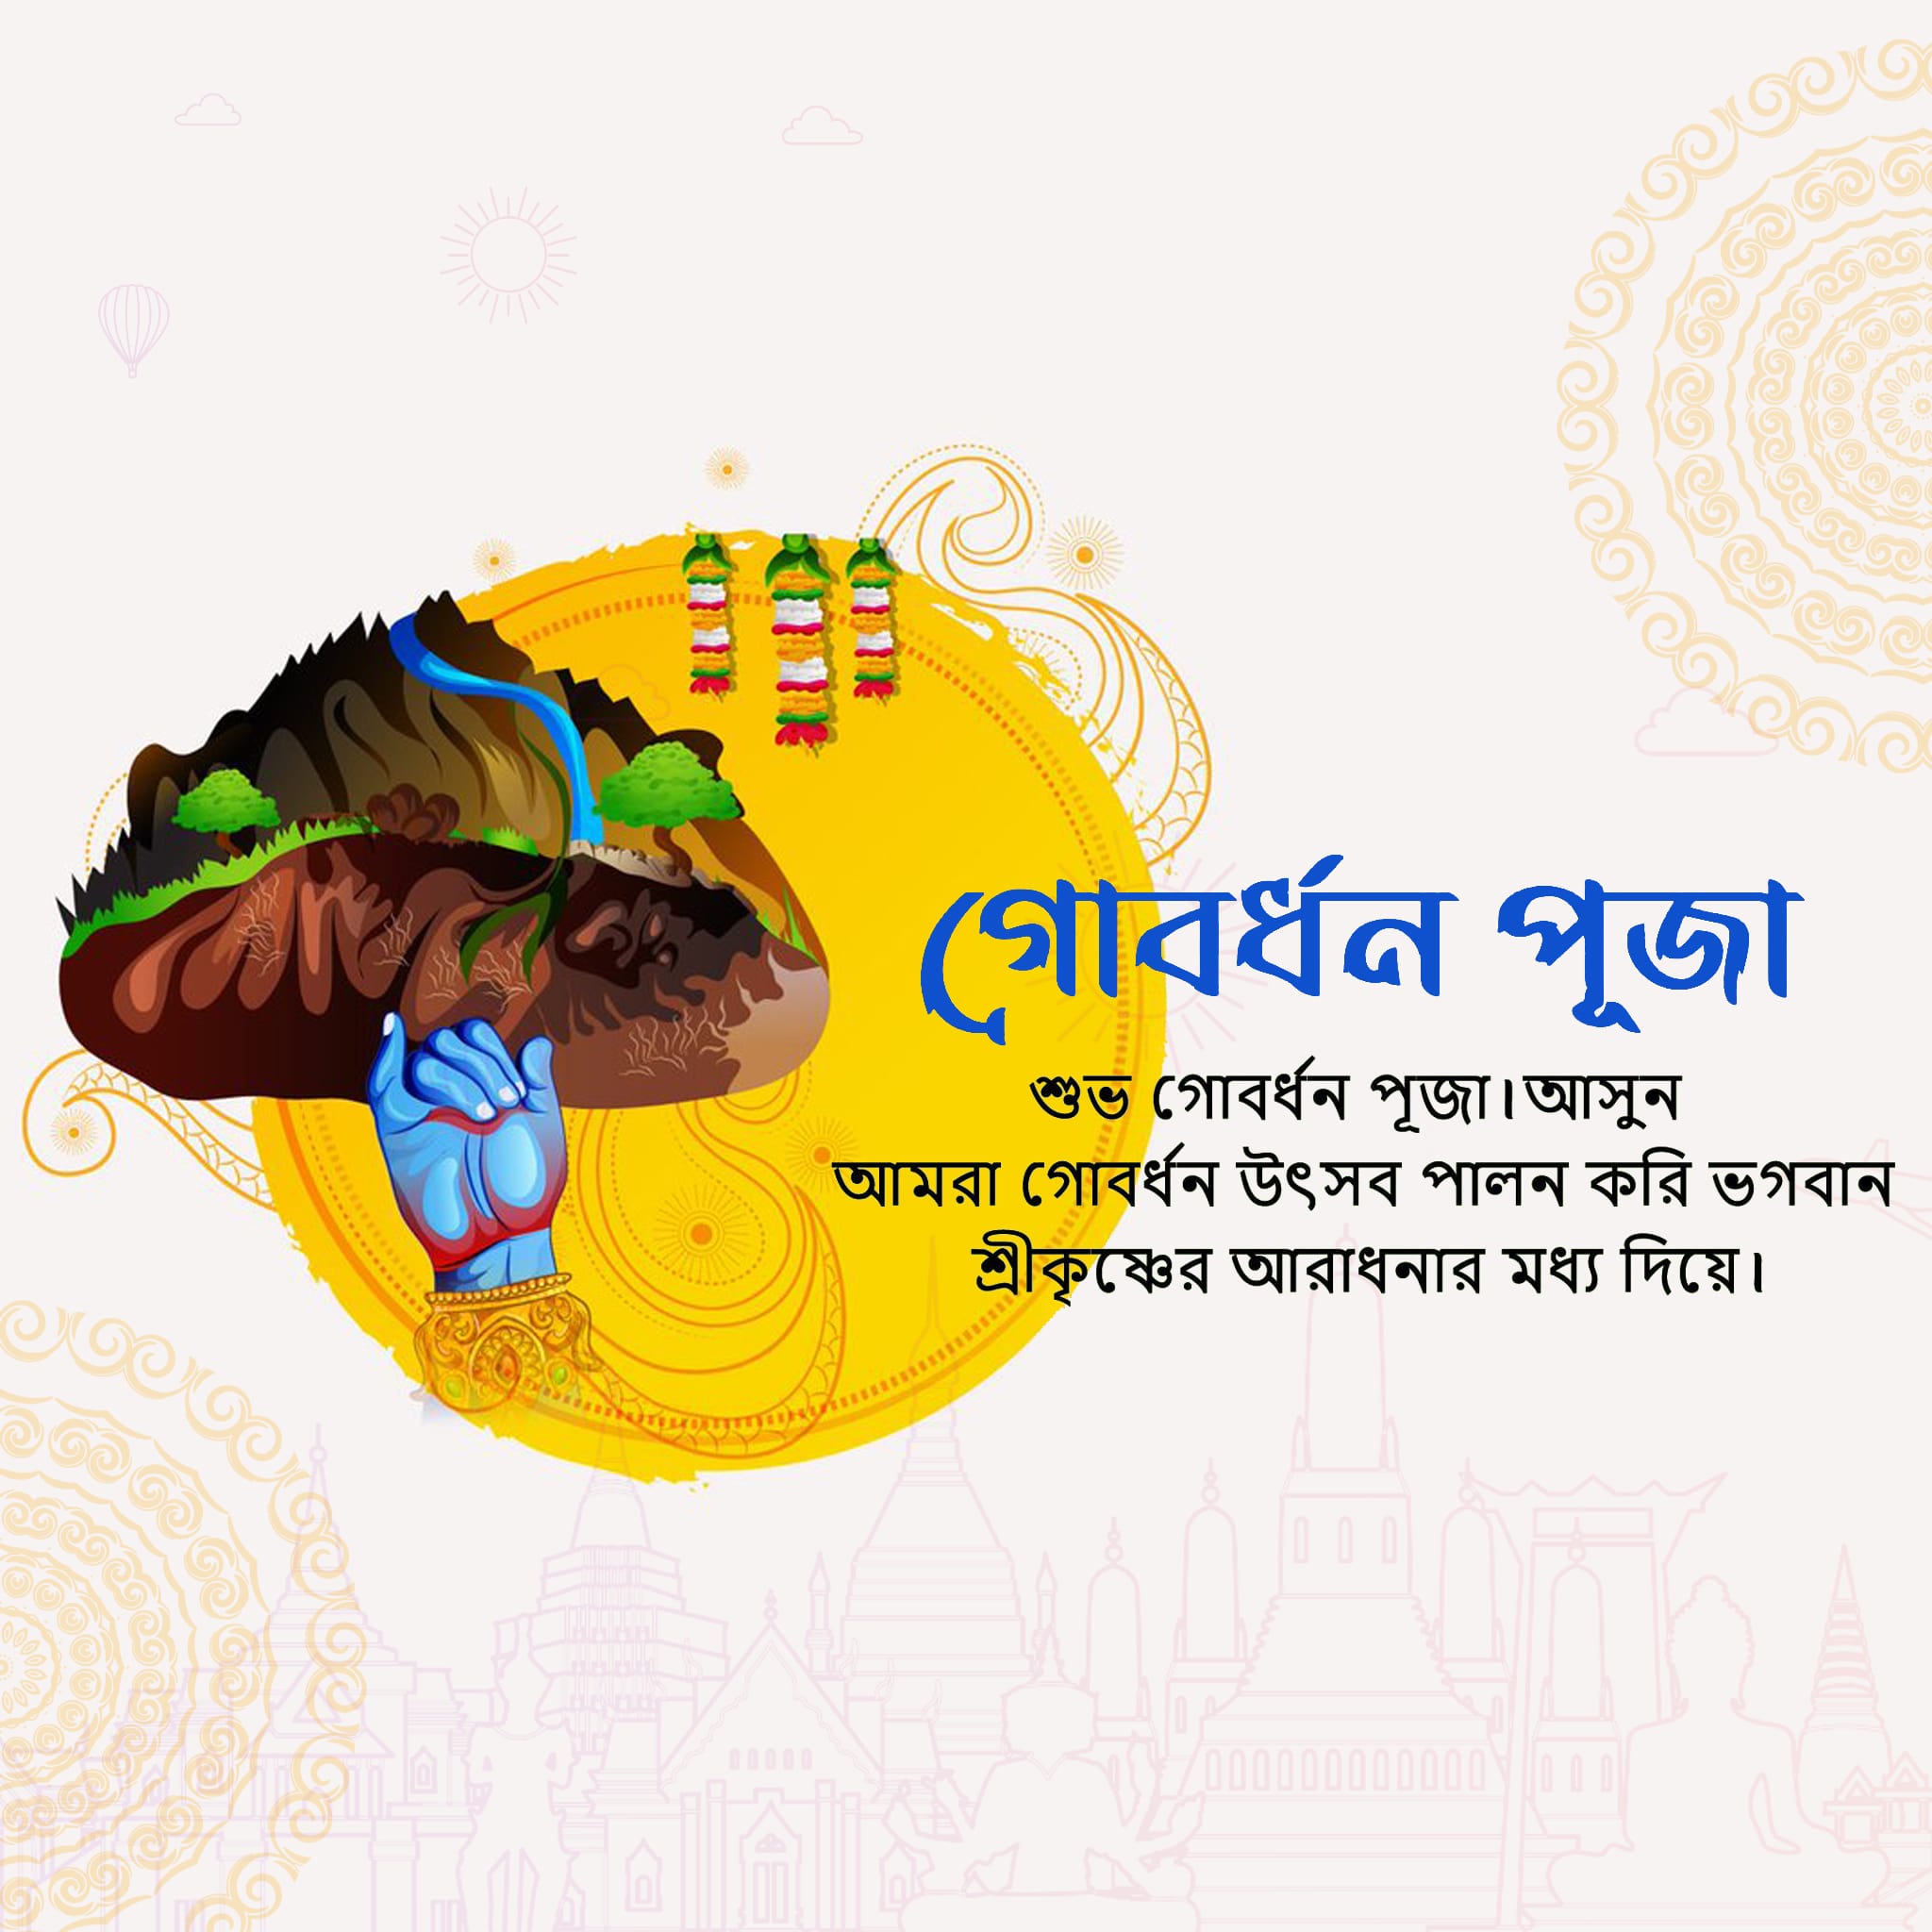 গোবর্ধন পূজা
শুভ গোবর্ধন পূজা।আসুন
আমরা গোবর্ধন উৎসব পালন করি ভগবান
শ্রীকৃষ্ণের আরাধনার মধ্য দিয়ে।